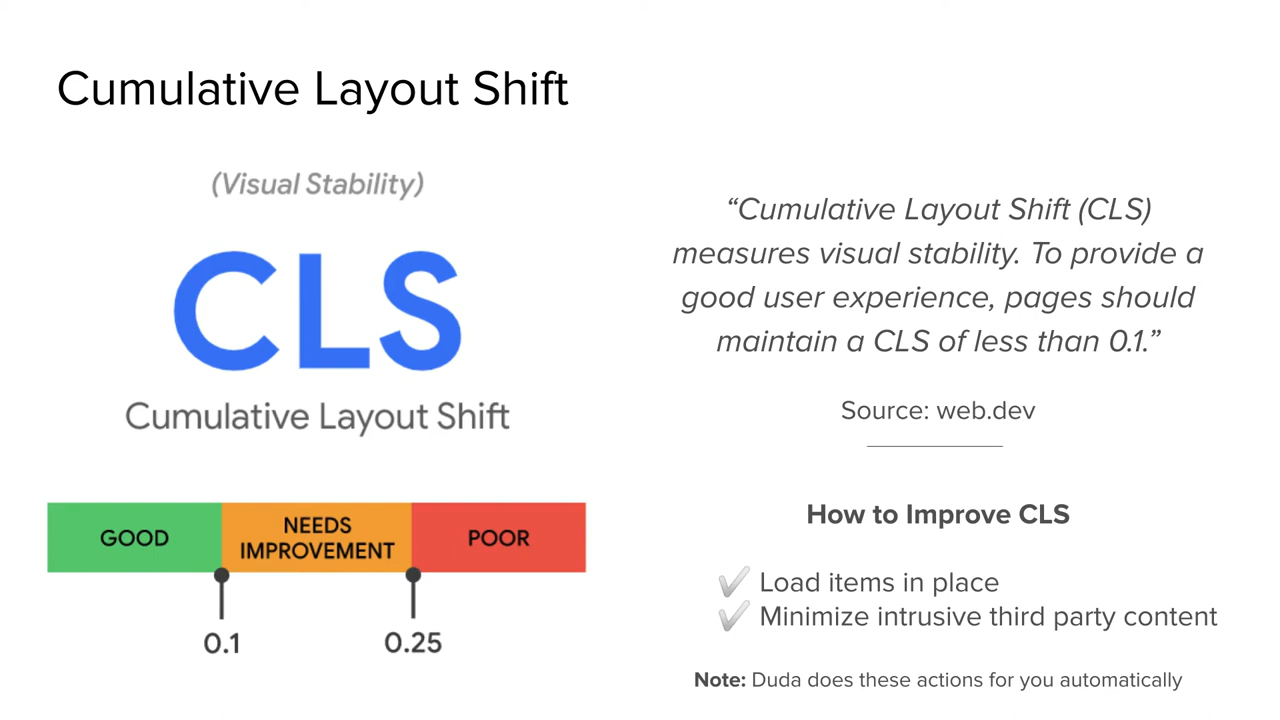 Cumulative Layout Shift
(Visual Stability)
CLS
Cumulative Layout Shift
GOOD
NEEDS
IMPROVEMENT
POOR
0.1
0.25
“Cumulative Layout Shift (CLS)
measures visual stability. To provide a
good user experience, pages should
maintain a CLS of less than 0.1.”
Source: web.dev
How to Improve CLS
✔ Load items in place
✔ Minimize intrusive third party content
Note: Duda does these actions for you automatically